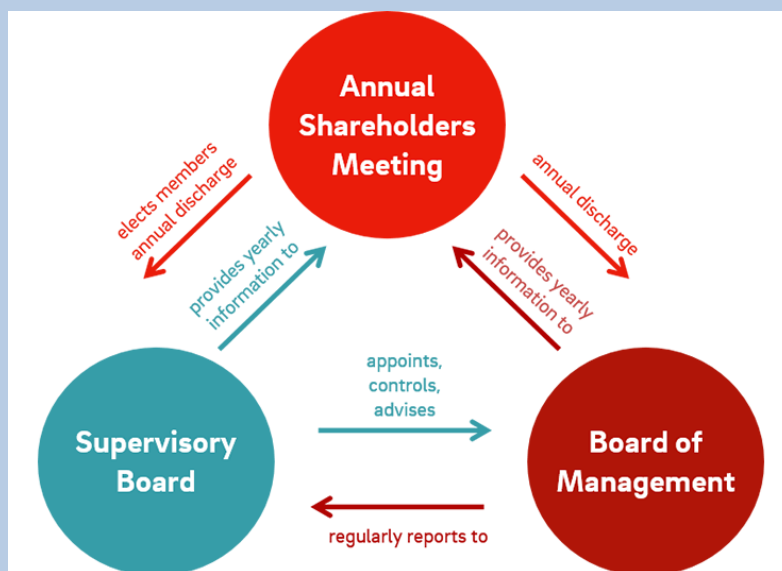 Annual
Shareholders
Meeting
elects members
annual discharge
provides yearly
information to
annual discharge
provides yearly
information to
appoints,
controls,
advises
Supervisory
Board
Board of
Management
regularly reports to